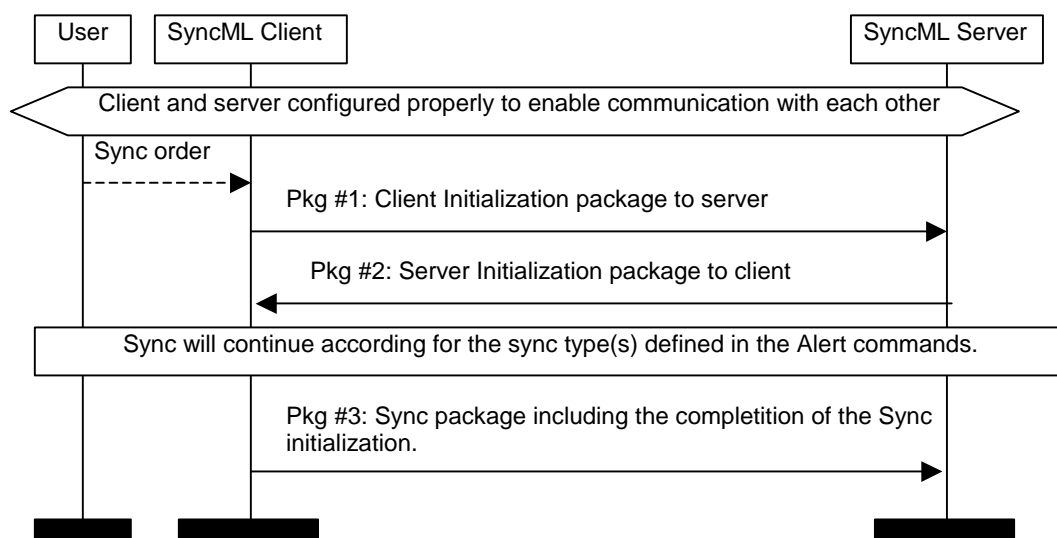 User
SyncML Client
SyncML Server
Client and server configured properly to enable communication with each other
Sync order
Pkg #1: Client Initialization package to server
Pkg #2: Server Initialization package to client
Sync will continue according for the sync type(s) defined in the Alert commands.
Pkg #3: Sync package including the completition of the Sync
initialization.